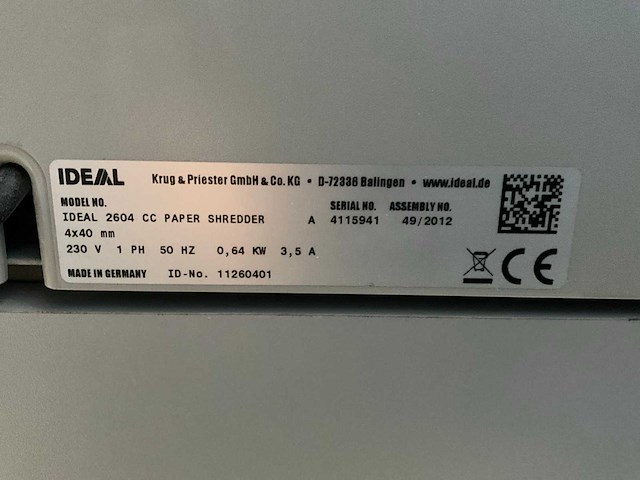 IDEAL Krug & Priester GmbH & Co. KG • D-72336 Balingen • www.ideal.de
MODEL NO. SERIAL NO. ASSEMBLY NO.
IDEAL 2604 CC PAPER SHREDDER A 4115941 49/2012
4x40 mm
230 V 1 PH 50 HZ 0,64 KW 3,5 A
MADE IN GERMANY ID-No. 11260401
CE